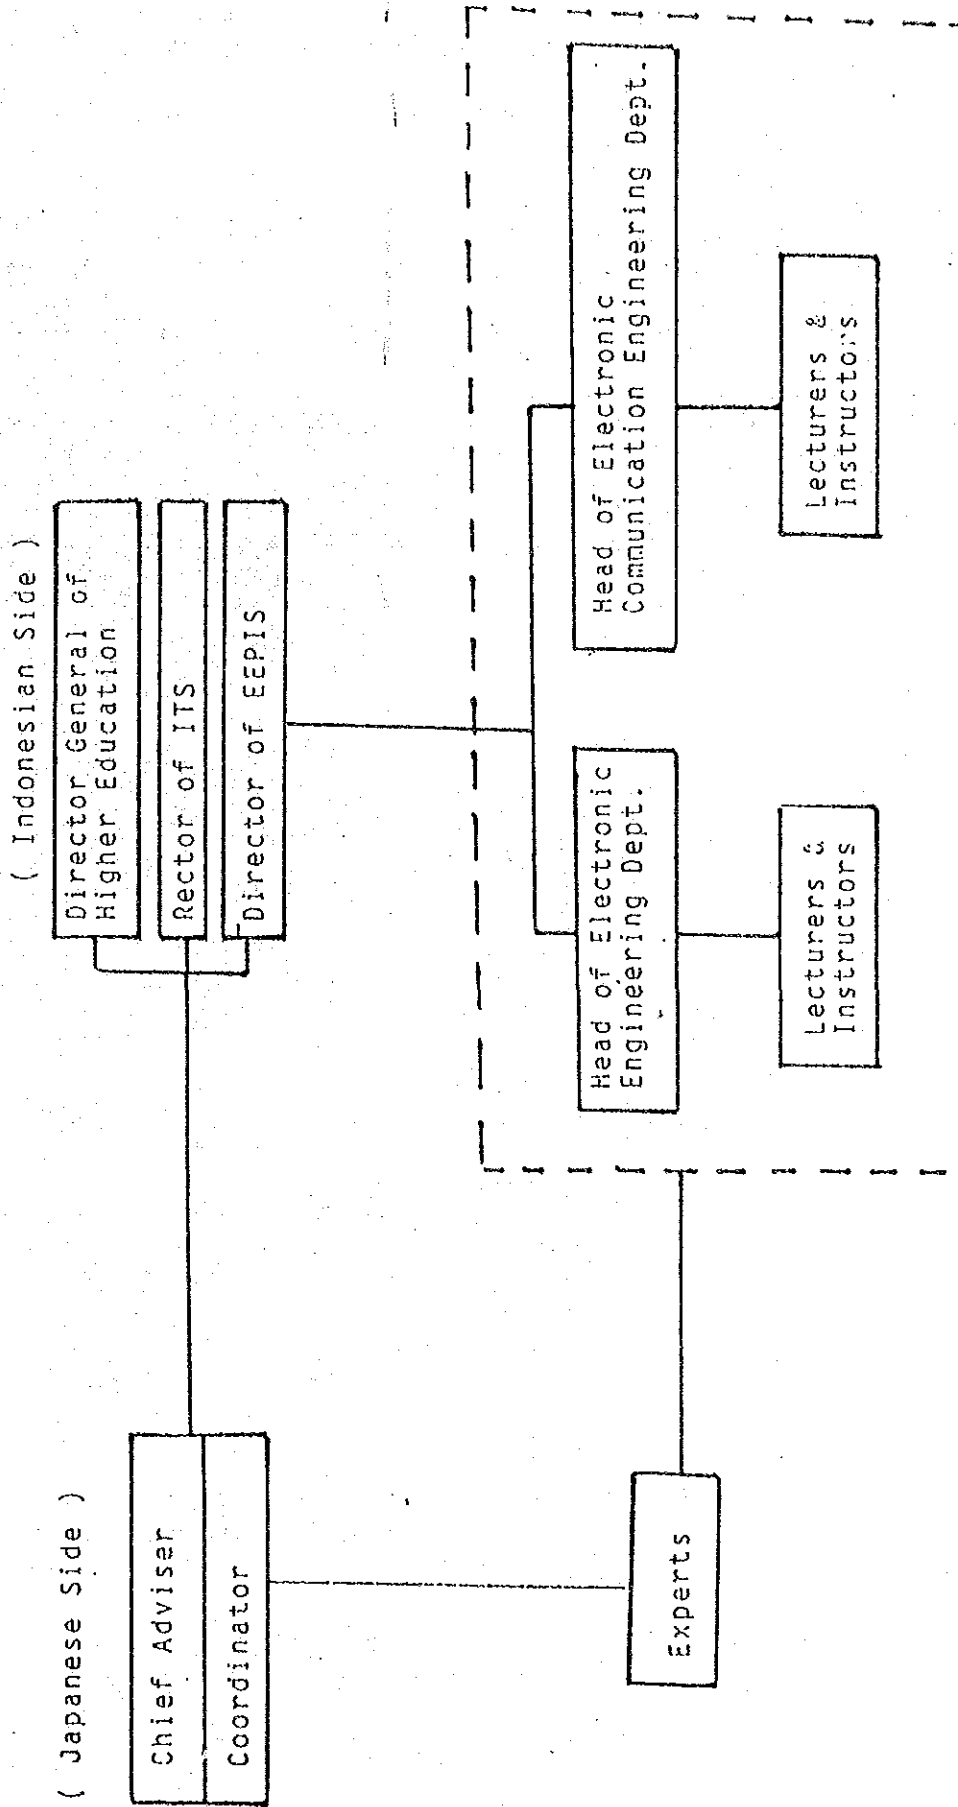 ( Japanese Side )
Chief Adviser
Coordinator
Experts
( Indonesian Side )
Director General of
Higher Education
Rector of ITS
Director of EEPIS
Head of Electronic
Engineering Dept.
Lecturers &
Instructors
Head of Electronic
Communication Engineering Dept.
Lecturers &
Instructors